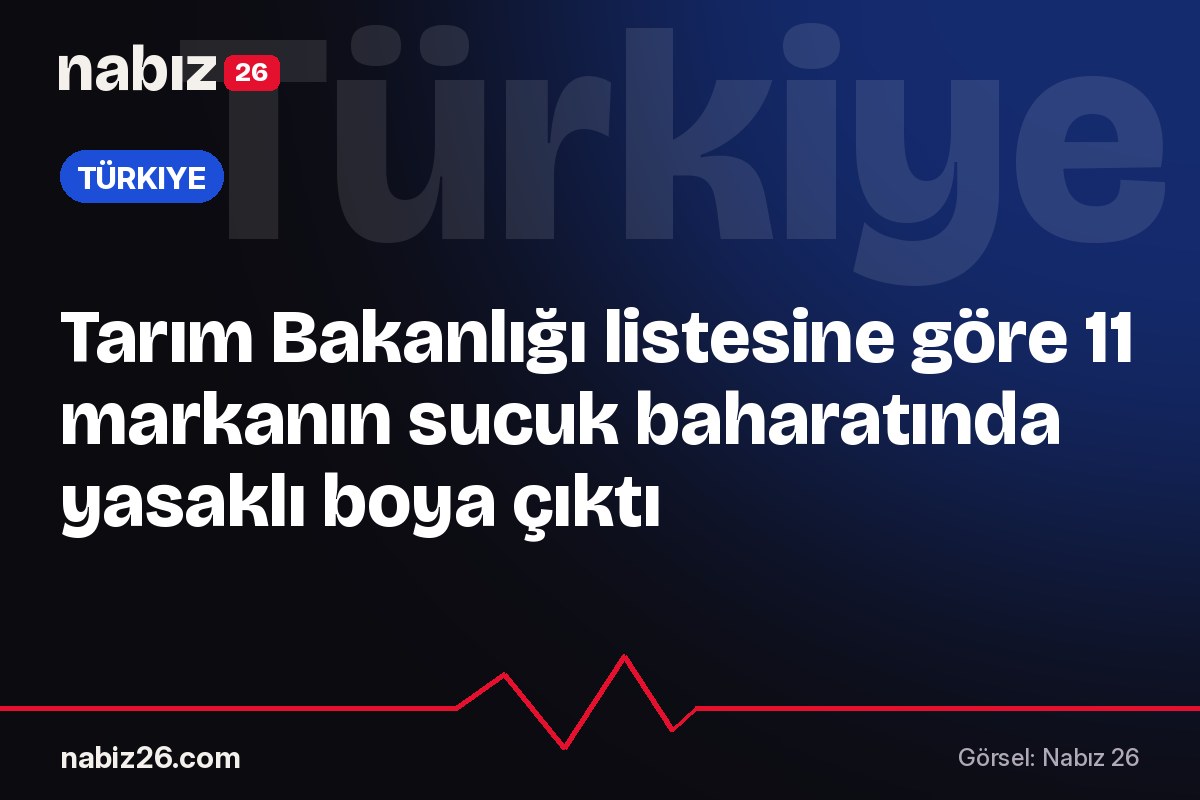 nabız 26
Türkiye
TÜRKIYE
Tarım Bakanlığı listesine göre 11
markanın sucuk baharatında
yasaklı boya çıktı
nabiz26.com
Görsel: Nabız 26